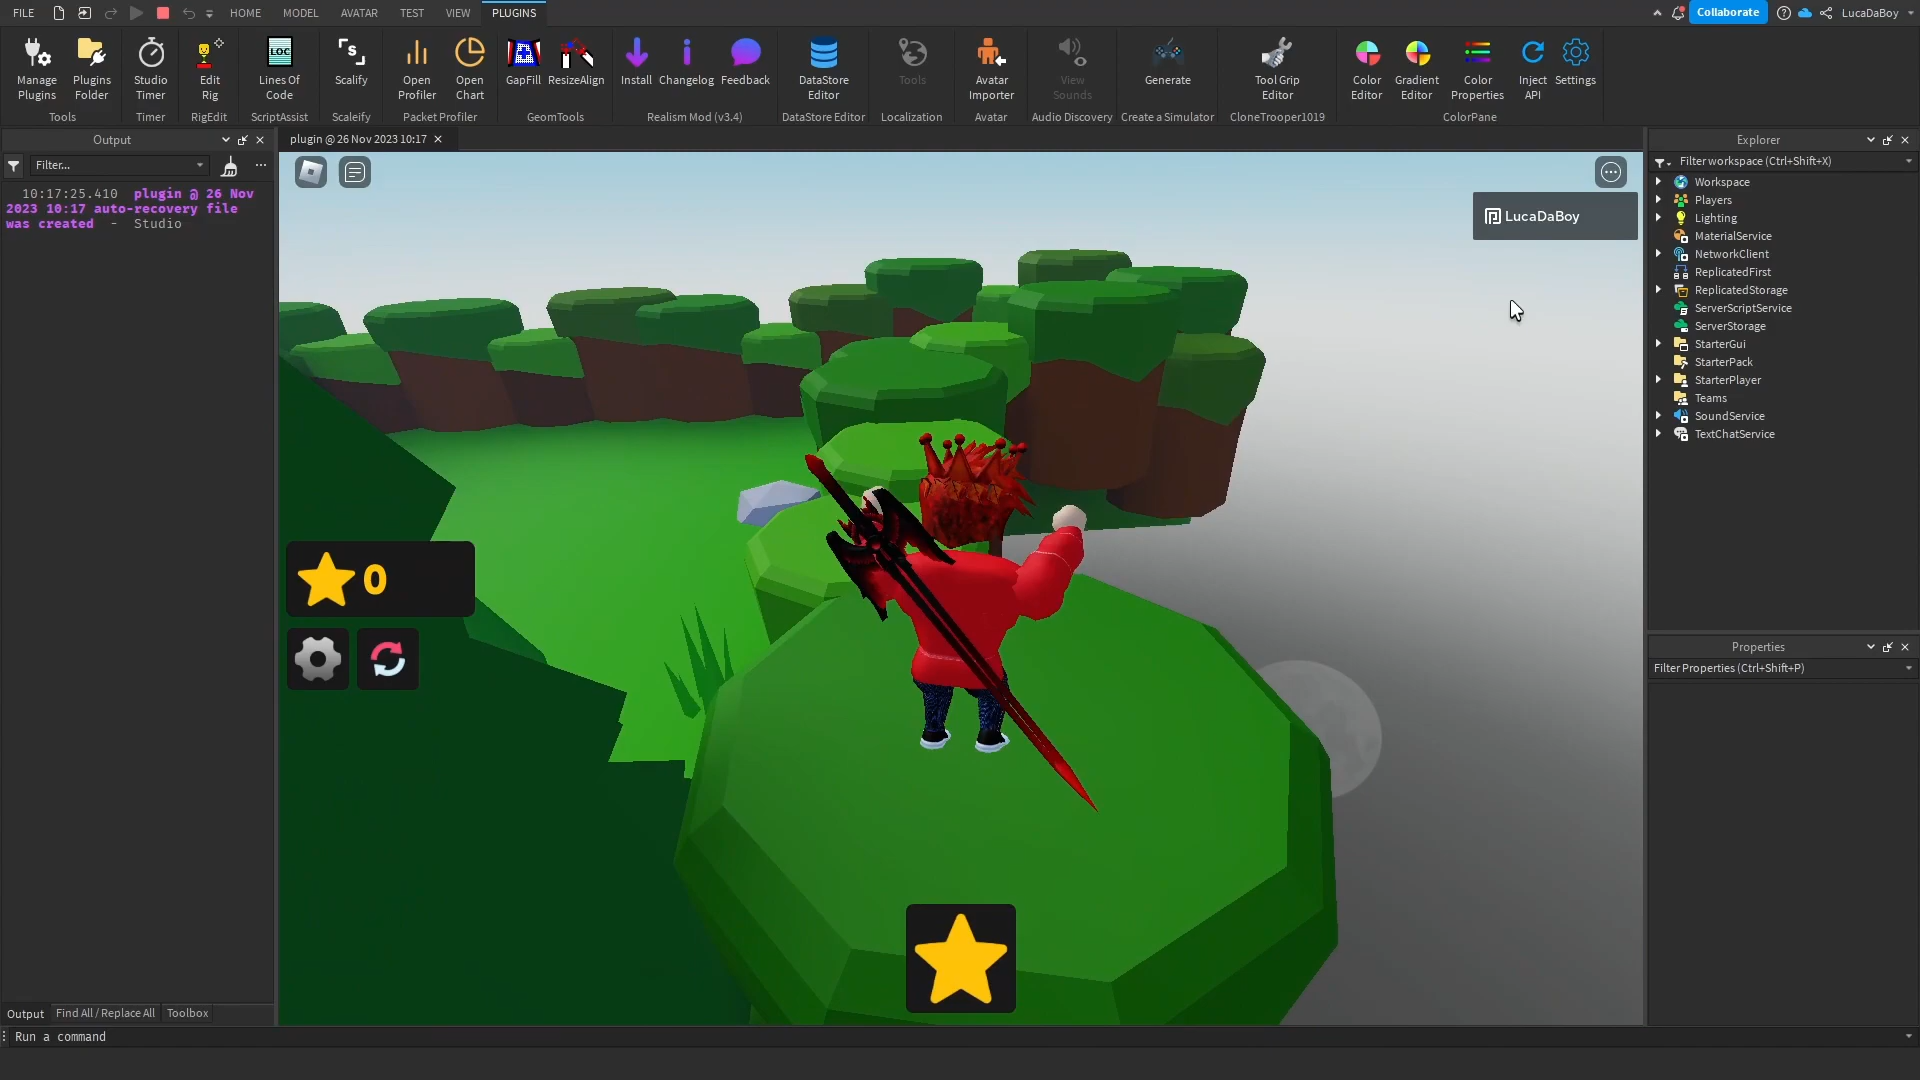 FILE
HOME
MODEL
AVATAR
TEST
VIEW
PLUGINS
Collaborate
LucaDaBoy
Manage Plugins
Plugins Folder
Studio Timer
Edit Rig
LOC
Lines Of Code
S
Scalify
Open Profiler
Open Chart
GapFill
ResizeAlign
Install
Changelog
Feedback
DataStore Editor
Tools
Avatar Importer
View Sounds
Generate
Tool Grip Editor
Color Editor
Gradient Editor
Color Properties
Inject API
Settings
Tools
Timer
RigEdit
ScriptAssist
Scaleify
Packet Profiler
GeomTools
Realism Mod (v3.4)
DataStore Editor
Localization
Avatar
Audio Discovery
Create a Simulator
CloneTrooper1019
ColorPane
Output
Filter...
10:17:25.410 plugin @ 26 Nov
2023 10:17 auto-recovery file
was created - Studio
plugin @ 26 Nov 2023 10:17
LucaDaBoy
0
Explorer
Filter workspace (Ctrl+Shift+X)
Workspace
Players
Lighting
MaterialService
NetworkClient
ReplicatedFirst
ReplicatedStorage
ServerScriptService
ServerStorage
StarterGui
StarterPack
StarterPlayer
Teams
SoundService
TextChatService
Properties
Filter Properties (Ctrl+Shift+P)
Output
Find All / Replace All
Toolbox
Run a command